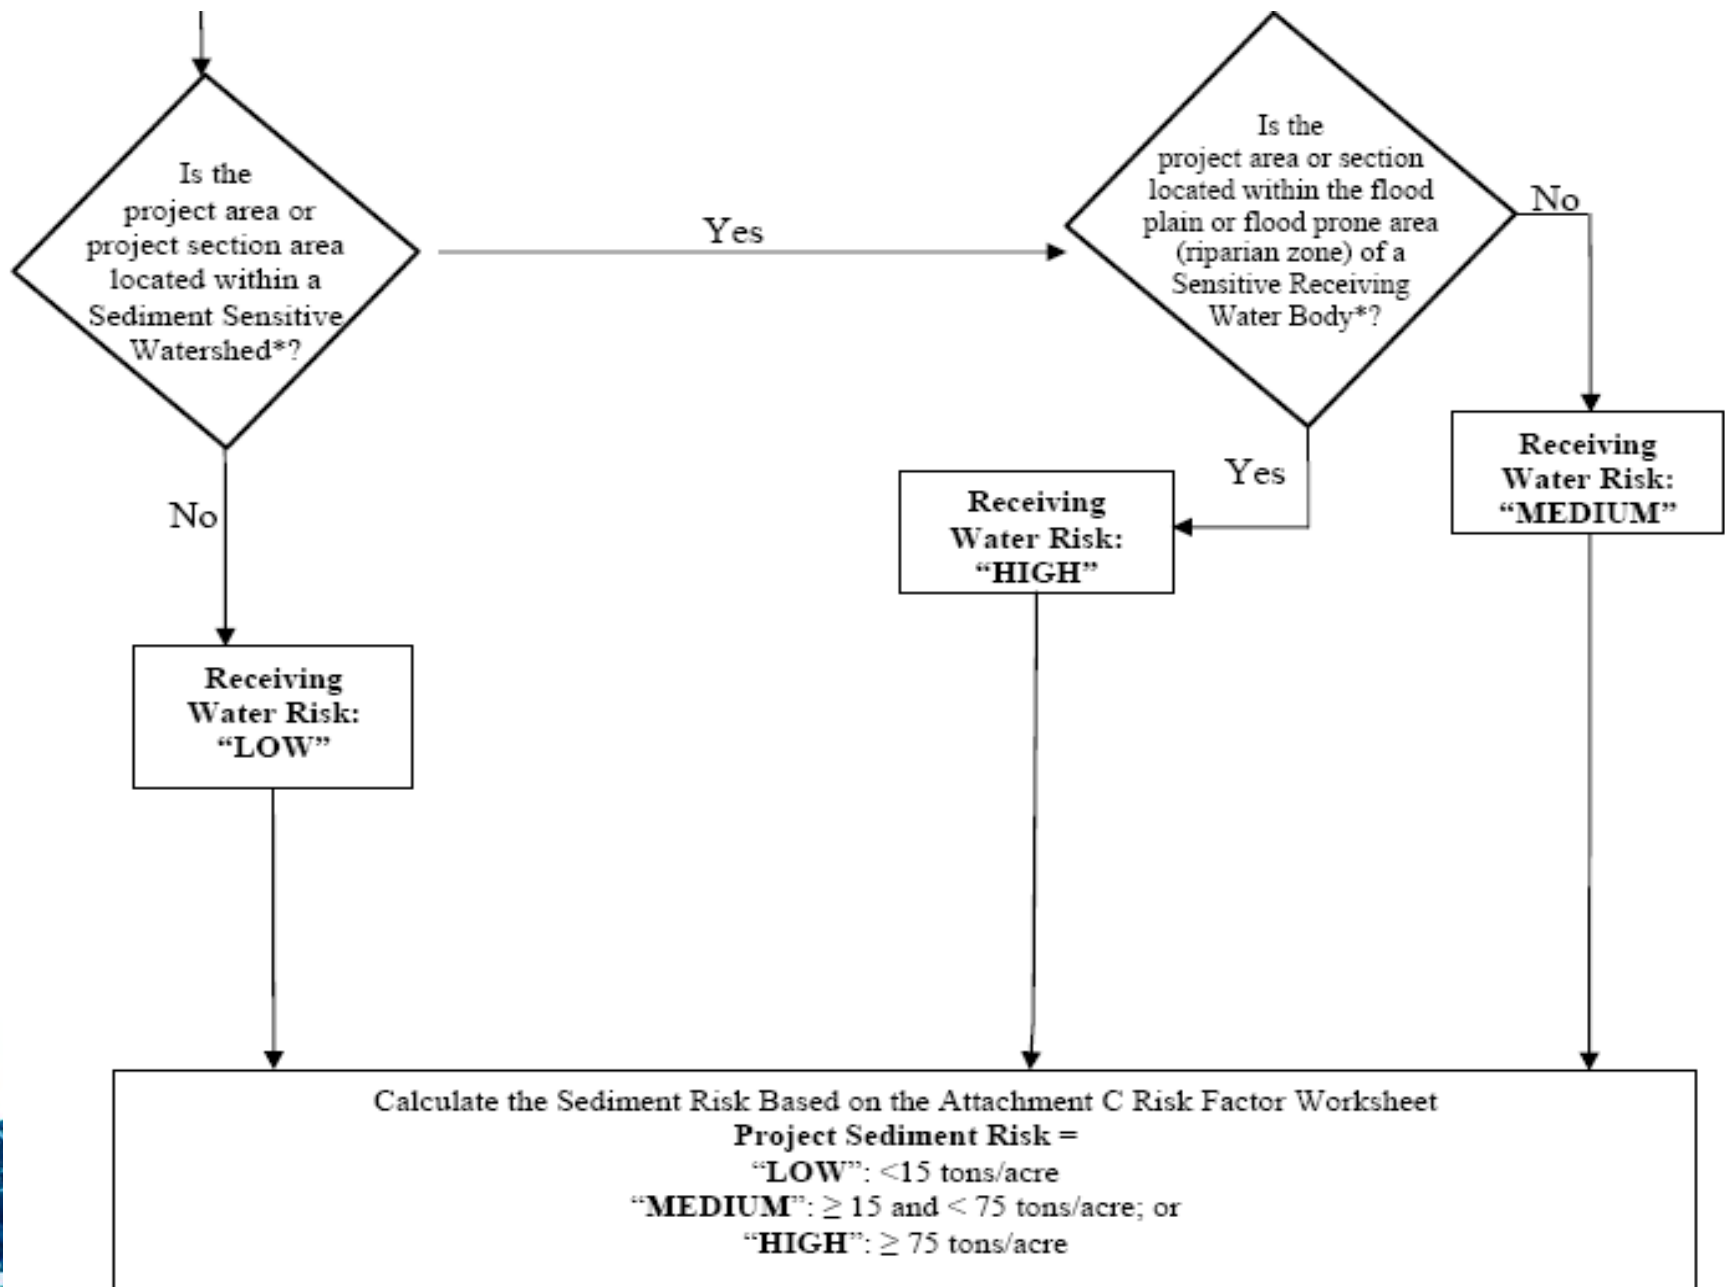 Is the
project area or
project section area
located within a
Sediment Sensitive
Watershed*?
Yes
Is the
project area or section
located within the flood
plain or flood prone area
(riparian zone) of a
Sensitive Receiving
Water Body*?
No
Yes
No
Receiving
Water Risk:
“LOW”
Receiving
Water Risk:
“HIGH”
Receiving
Water Risk:
“MEDIUM”
Calculate the Sediment Risk Based on the Attachment C Risk Factor Worksheet
Project Sediment Risk =
“LOW”: <15 tons/acre
“MEDIUM”: ≥ 15 and < 75 tons/acre; or
“HIGH”: ≥ 75 tons/acre